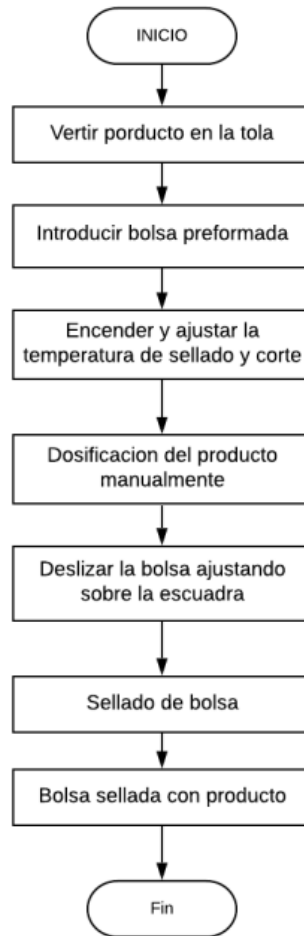 INICIO
Vertir porducto en la tola
Introducir bolsa preformada
Encender y ajustar la
temperatura de sellado y corte
Dosificacion del producto
manualmente
Deslizar la bolsa ajustando
sobre la escuadra
Sellado de bolsa
Bolsa sellada con producto
Fin